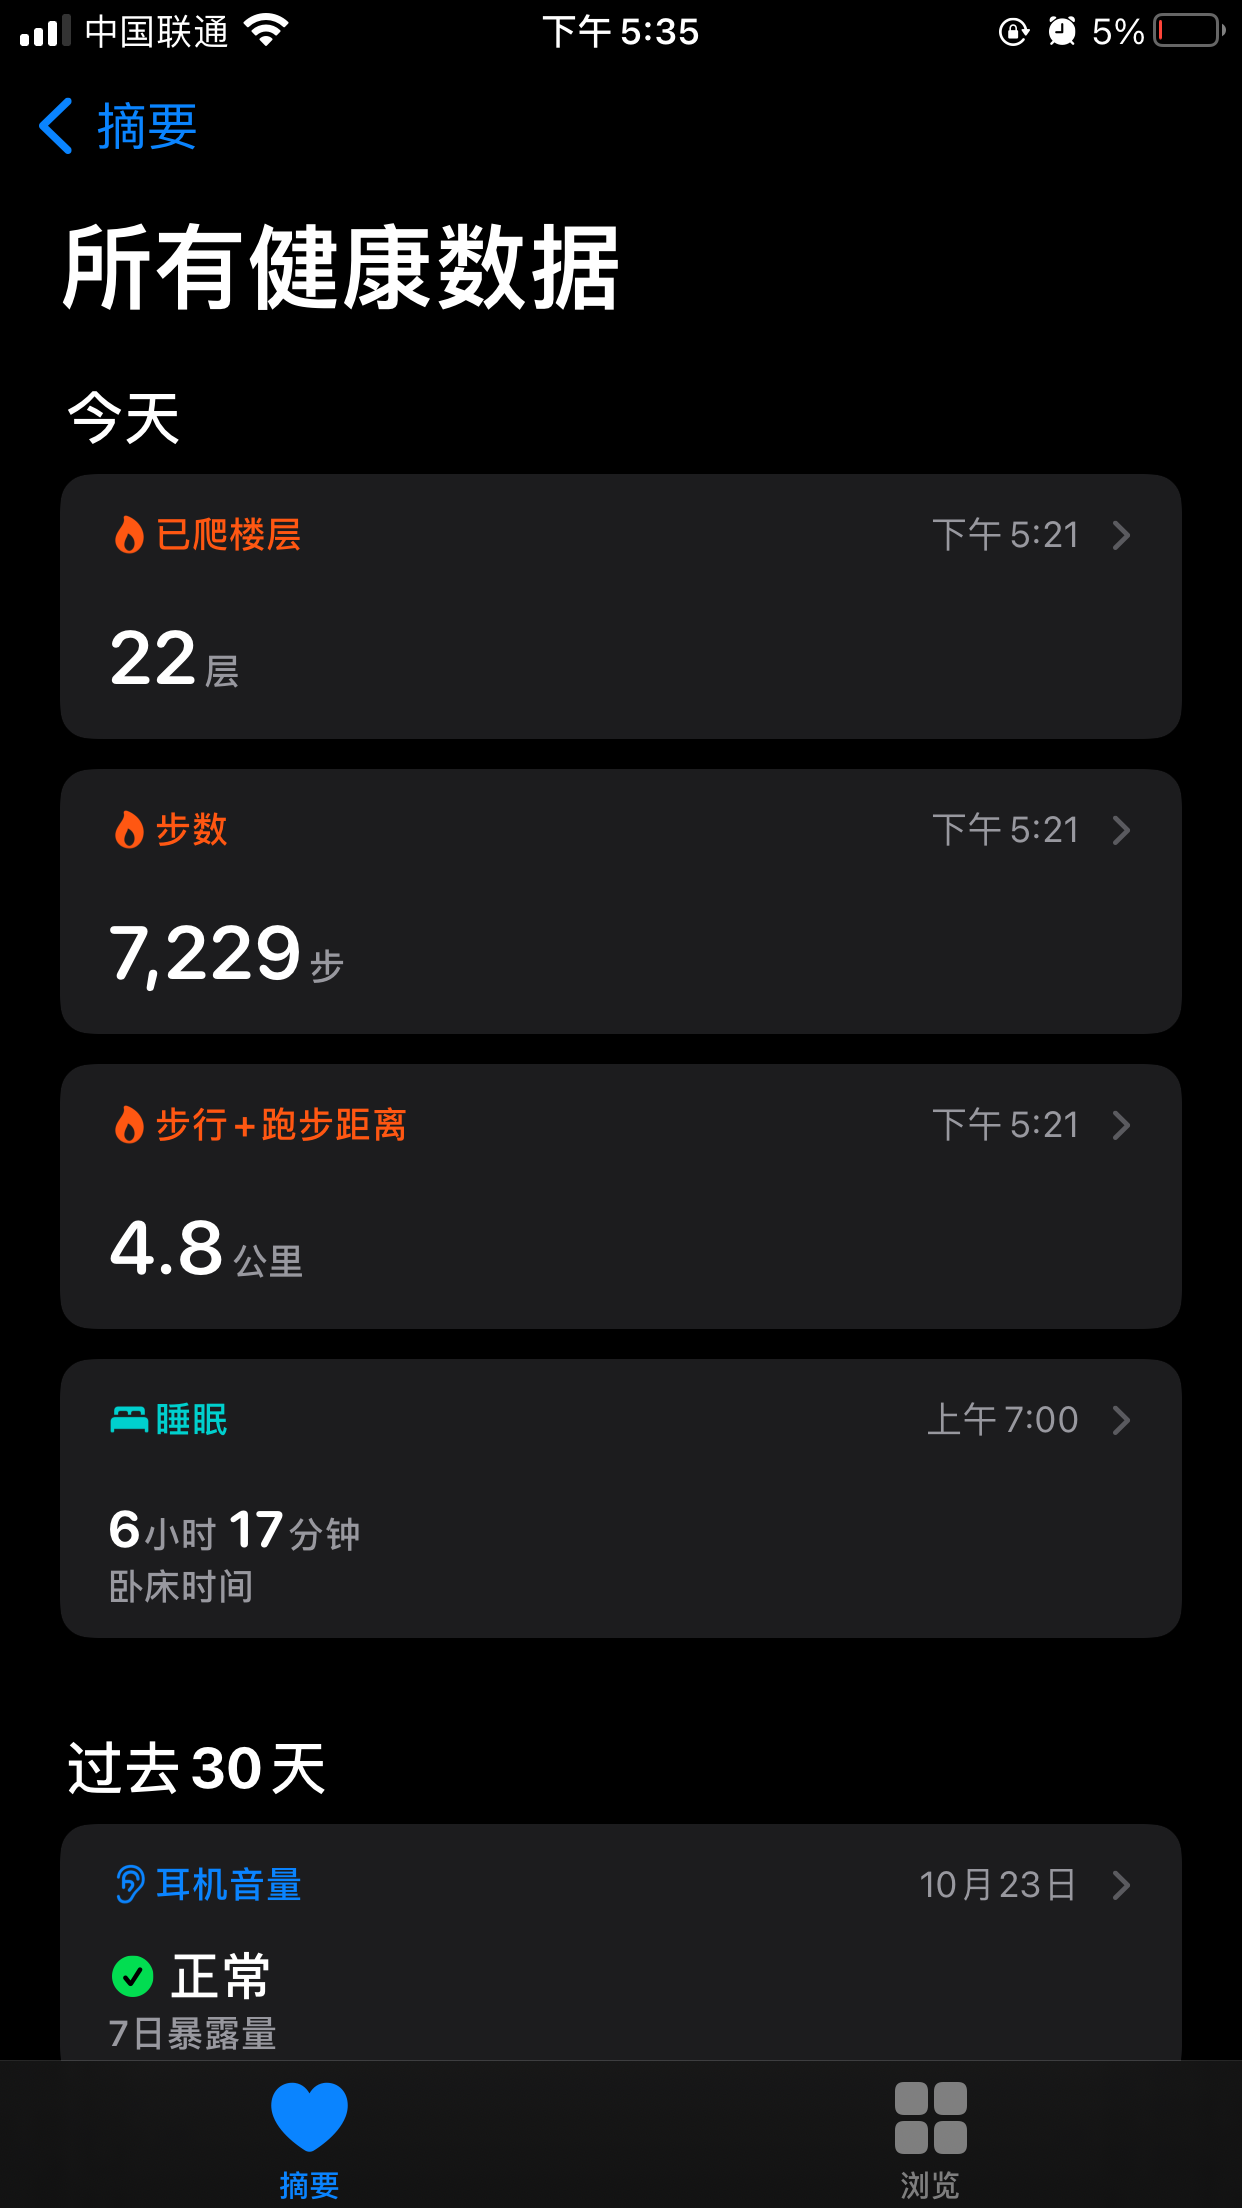 中国联通 下午 5:35 5%
摘要
所有健康数据
今天
已爬楼层 下午 5:21
22 层
步数 下午 5:21
7,229 步
步行+跑步距离 下午 5:21
4.8 公里
睡眠 上午 7:00
6小时 17分钟
卧床时间
过去 30 天
耳机音量 10月23日
正常
7日暴露量
摘要 浏览